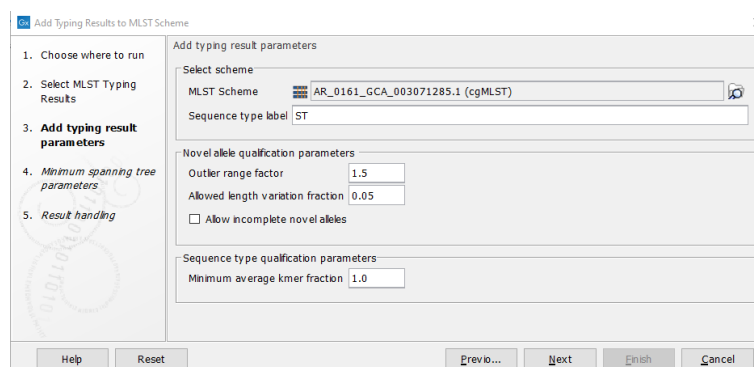 Gx Add Typing Results to MLST Scheme
1. Choose where to run
2. Select MLST Typing
Results
3. Add typing result
parameters
4. Minimum spanning tree
parameters
5. Result handling
Add typing result parameters
Select scheme
MLST Scheme AR_0161_GCA_003071285.1 (cgMLST)
Sequence type label ST
Novel allele qualification parameters
Outlier range factor 1.5
Allowed length variation fraction 0.05
Allow incomplete novel alleles
Sequence type qualification parameters
Minimum average kmer fraction 1.0
Help Reset Previo... Next Finish Cancel